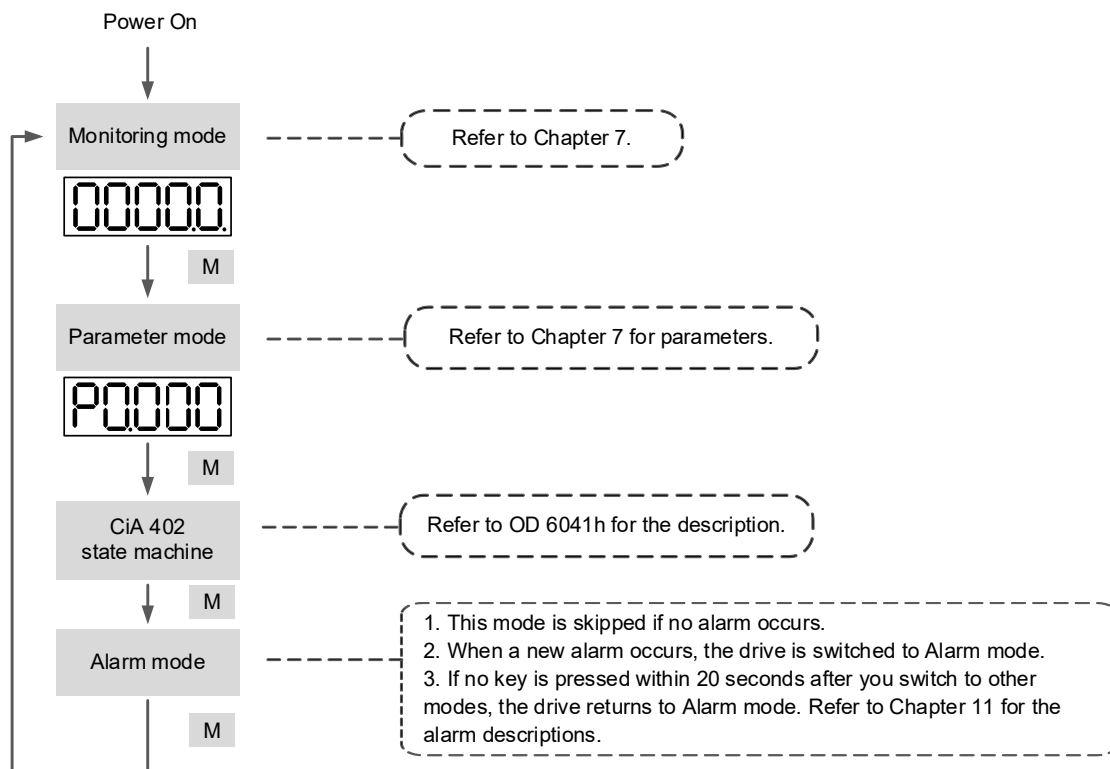 Power On
Monitoring mode
Refer to Chapter 7.
0000.0.
M
Parameter mode
Refer to Chapter 7 for parameters.
P0.000
M
CiA 402
state machine
Refer to OD 6041h for the description.
M
Alarm mode
1. This mode is skipped if no alarm occurs.
2. When a new alarm occurs, the drive is switched to Alarm mode.
3. If no key is pressed within 20 seconds after you switch to other
modes, the drive returns to Alarm mode. Refer to Chapter 11 for the
alarm descriptions.
M